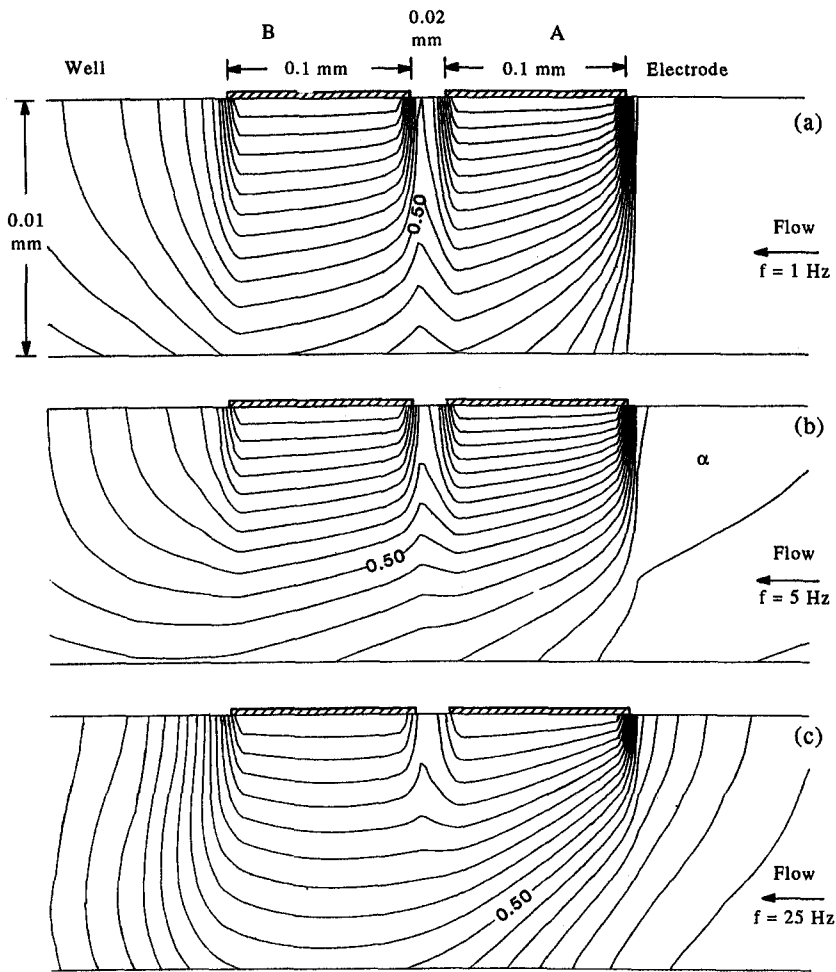 B 0.02 mm A
Well 0.1 mm 0.1 mm Electrode
(a)
0.01 mm
0.50
Flow
f = 1 Hz
(b)
α
0.50
Flow
f = 5 Hz
(c)
0.50
Flow
f = 25 Hz